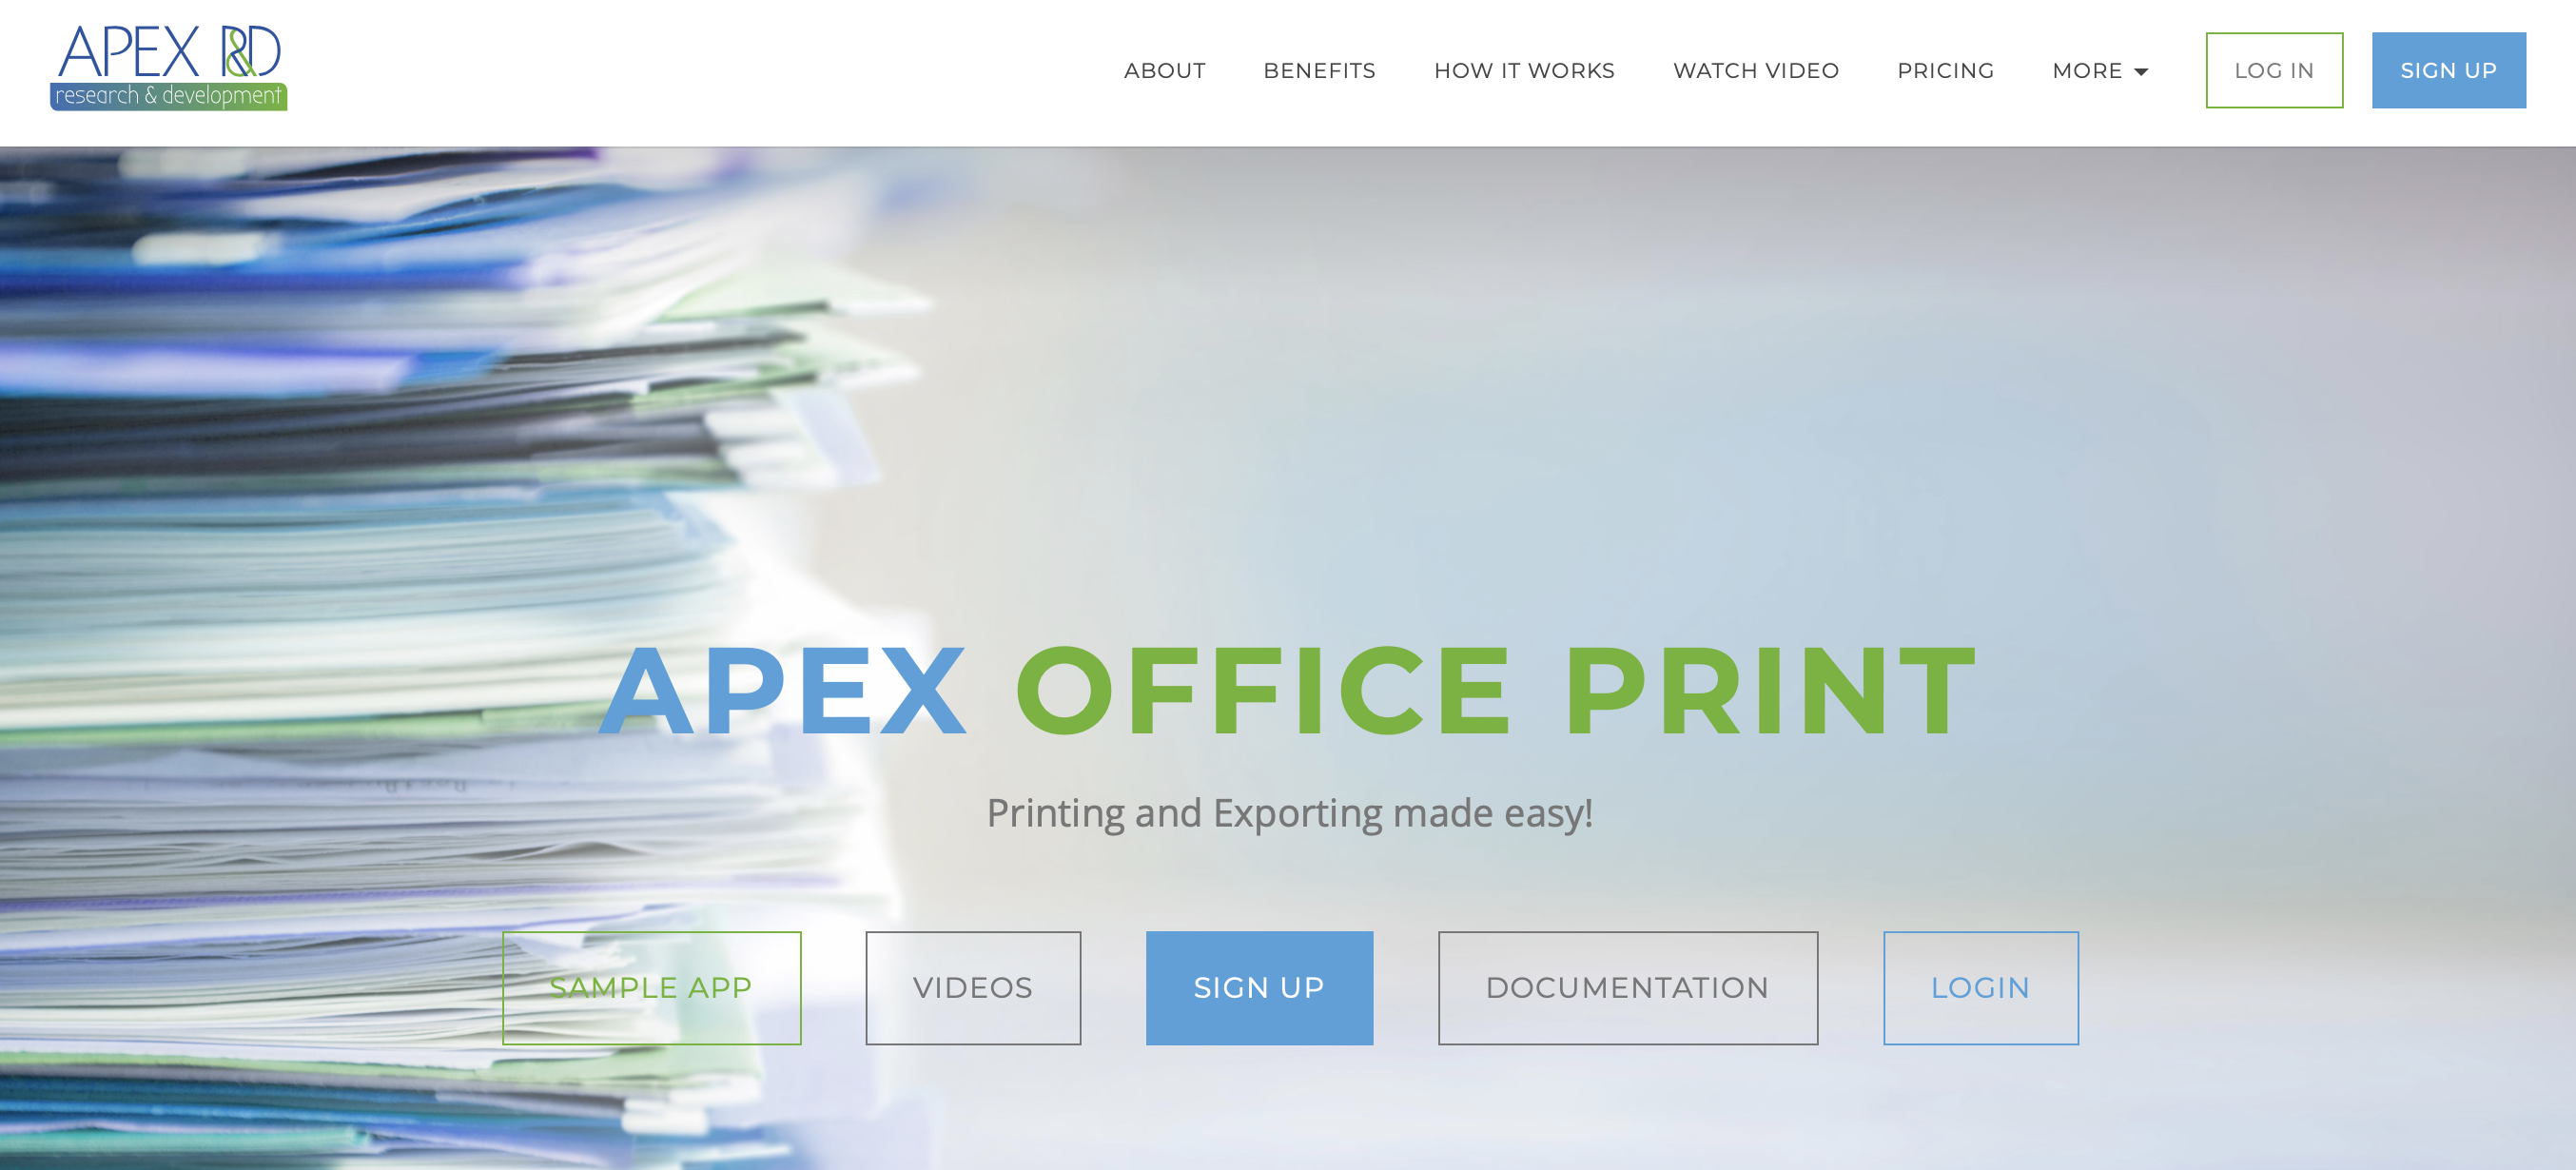 APEX R&D
research & development
ABOUT BENEFITS HOW IT WORKS WATCH VIDEO PRICING MORE LOG IN SIGN UP
APEX OFFICE PRINT
Printing and Exporting made easy!
SAMPLE APP VIDEOS SIGN UP DOCUMENTATION LOGIN